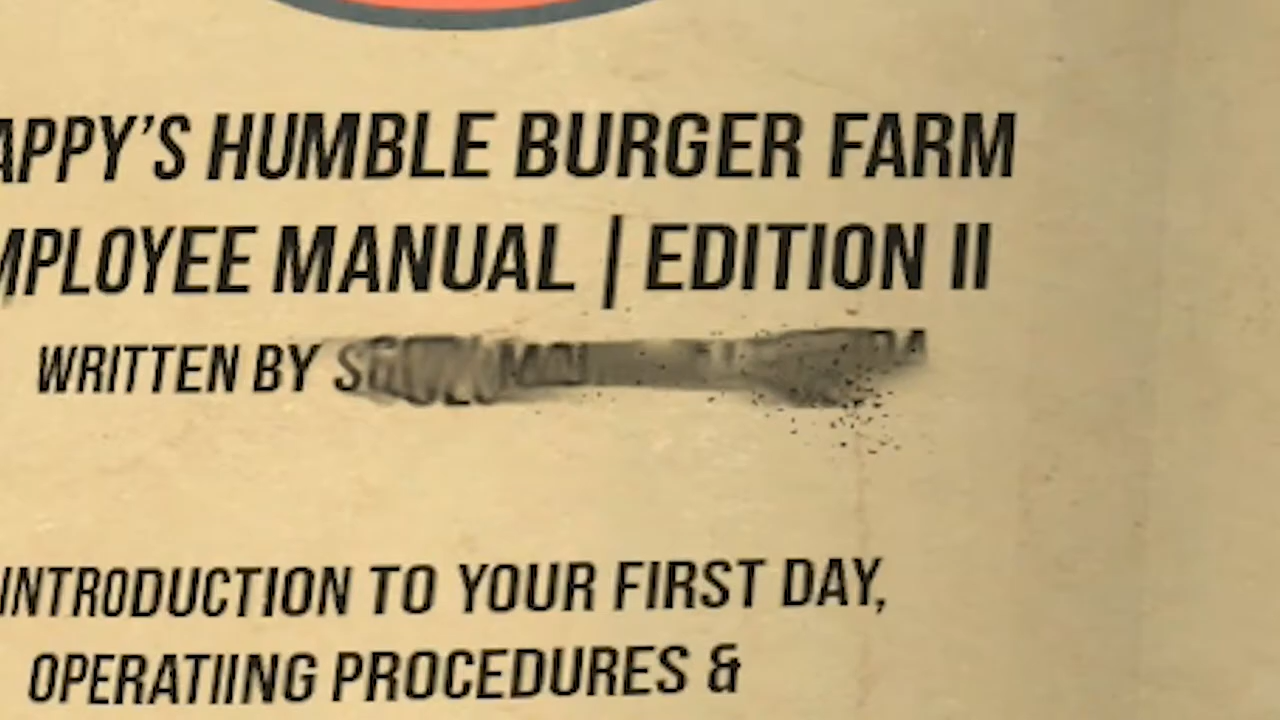 APPY'S HUMBLE BURGER FARM
MPLOYEE MANUAL | EDITION II
WRITTEN BY
INTRODUCTION TO YOUR FIRST DAY,
OPERATIING PROCEDURES &